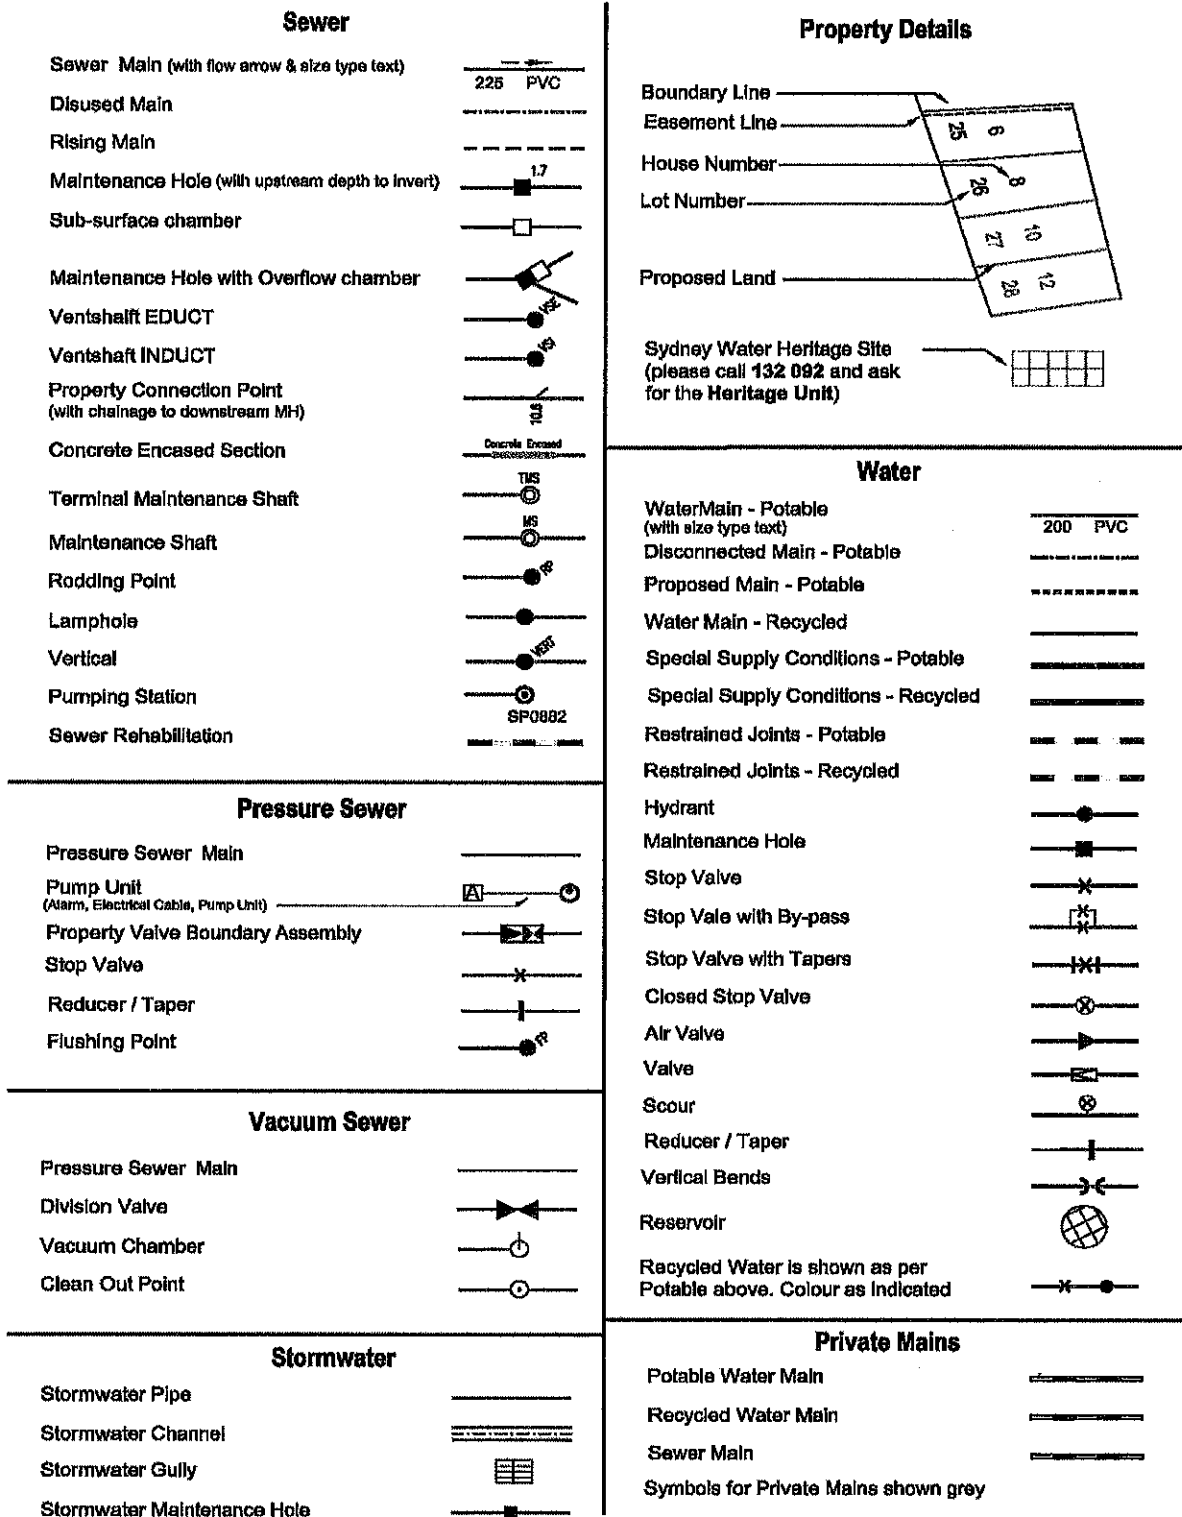 Sewer
Sewer Main (with flow arrow & size type text)
225 PVC
Disused Main
Rising Main
Maintenance Hole (with upstream depth to invert)
1.7
Sub-surface chamber
Maintenance Hole with Overflow chamber
Ventshalft EDUCT
VSE
Ventshaft INDUCT
VSI
Property Connection Point
(with chainage to downstream MH)
10.6
Concrete Encased Section
Concrete Encased
Terminal Maintenance Shaft
TMS
Maintenance Shaft
MS
Rodding Point
RP
Lamphole
Vertical
VERT
Pumping Station
SP0882
Sewer Rehabilitation
Pressure Sewer
Pressure Sewer Main
Pump Unit
(Alarm, Electrical Cable, Pump Unit)
A
Property Valve Boundary Assembly
Stop Valve
Reducer / Taper
Flushing Point
FP
Vacuum Sewer
Pressure Sewer Main
Division Valve
Vacuum Chamber
Clean Out Point
Stormwater
Stormwater Pipe
Stormwater Channel
Stormwater Gully
Stormwater Maintenance Hole
Property Details
Boundary Line
Easement Line
25 6
House Number
26 8
Lot Number
27 10
Proposed Land
28 12
Sydney Water Heritage Site
(please call 132 092 and ask
for the Heritage Unit)
Water
WaterMain - Potable
(with size type text)
200 PVC
Disconnected Main - Potable
Proposed Main - Potable
Water Main - Recycled
Special Supply Conditions - Potable
Special Supply Conditions - Recycled
Restrained Joints - Potable
Restrained Joints - Recycled
Hydrant
Maintenance Hole
Stop Valve
Stop Vale with By-pass
Stop Valve with Tapers
Closed Stop Valve
Air Valve
Valve
Scour
Reducer / Taper
Vertical Bends
Reservoir
Recycled Water is shown as per
Potable above. Colour as Indicated
Private Mains
Potable Water Main
Recycled Water Main
Sewer Main
Symbols for Private Mains shown grey